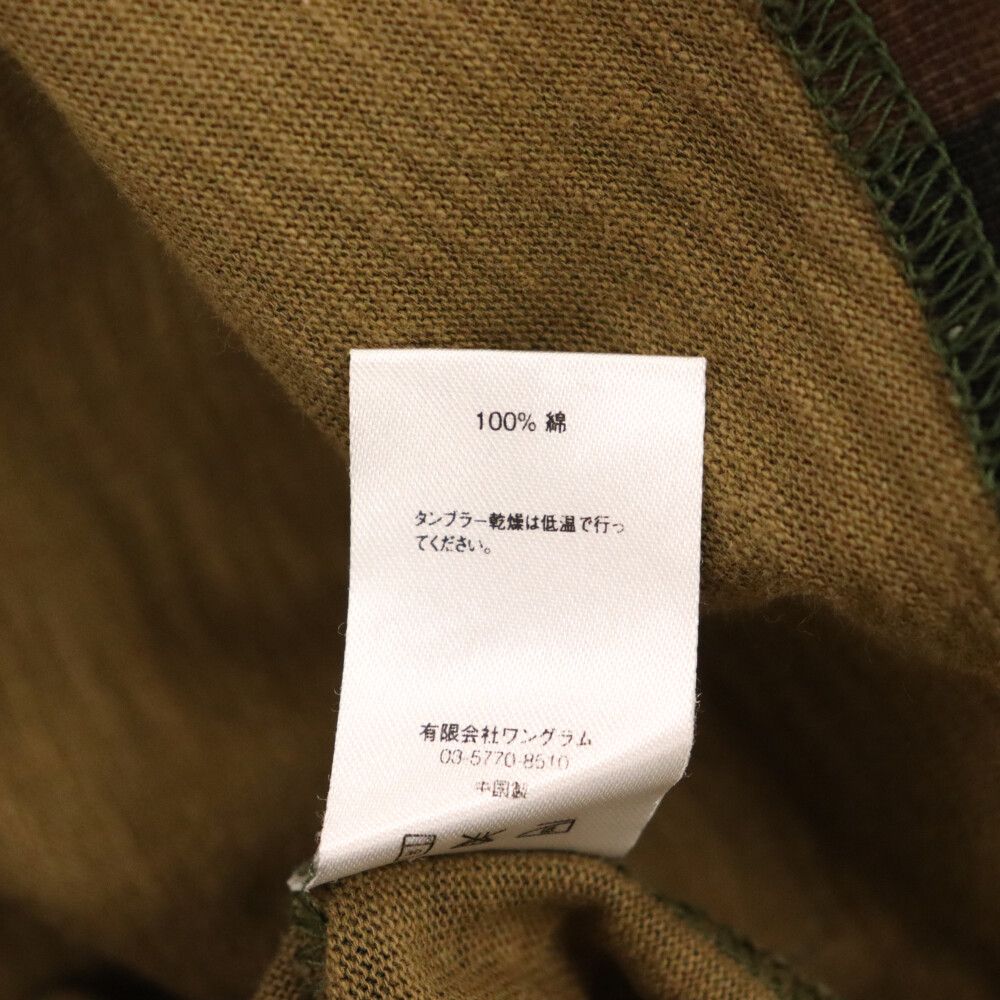 100% 綿
タンブラー乾燥は低温で行っ
てください。
有限会社ワングラム
03-5770-8510
中国製